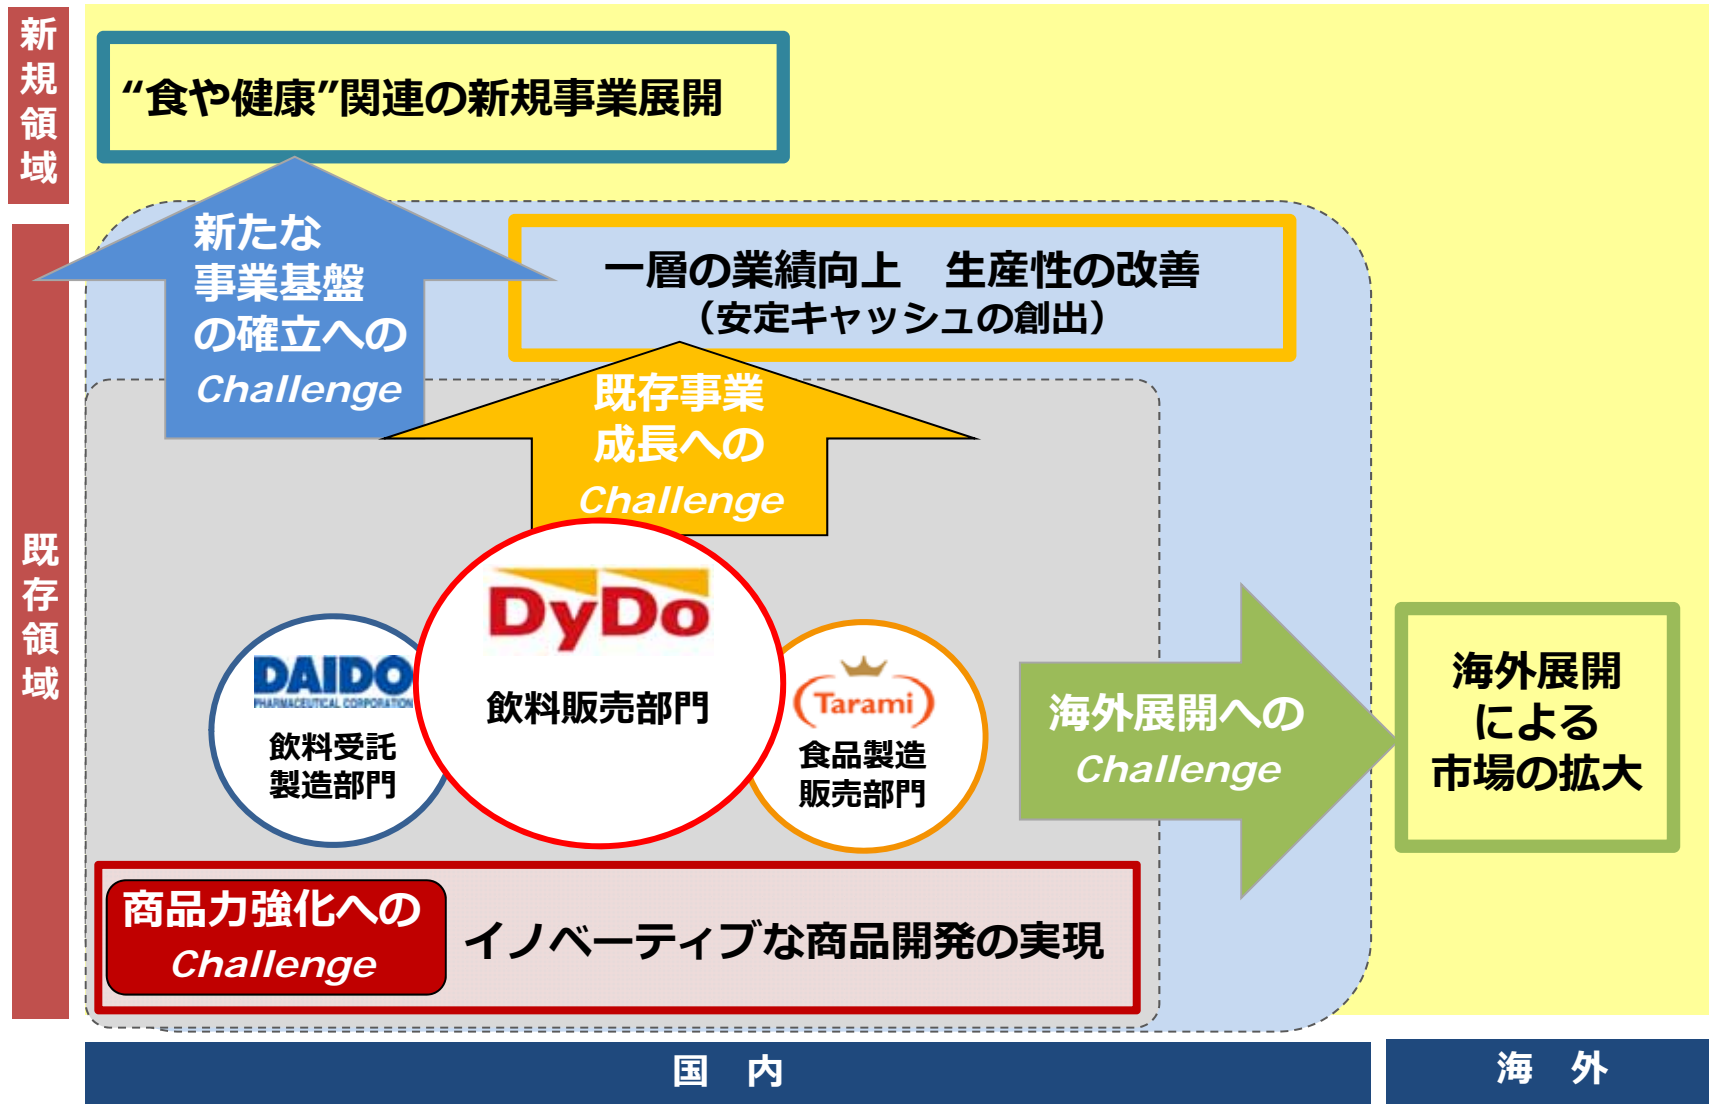 新規領域
“食や健康”関連の新規事業展開
新たな
事業基盤
の確立への
Challenge
一層の業績向上　生産性の改善
（安定キャッシュの創出）
既存事業
成長への
Challenge
既存領域
DyDo
飲料販売部門
DAIDO
PHARMACEUTICAL CORPORATION
飲料受託
製造部門
Tarami
食品製造
販売部門
海外展開への
Challenge
海外展開
による
市場の拡大
商品力強化への
Challenge
イノベーティブな商品開発の実現
国　内
海　外